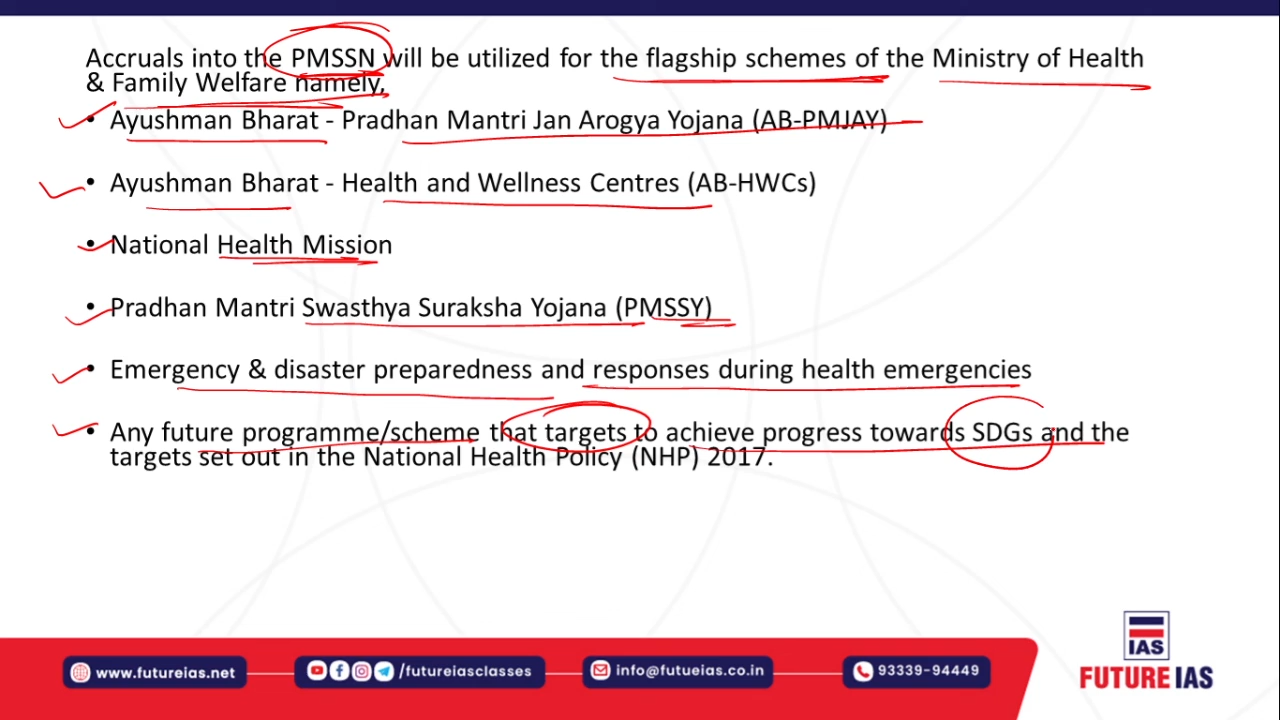 Accruals into the PMSSN will be utilized for the flagship schemes of the Ministry of Health
& Family Welfare namely,
• Ayushman Bharat - Pradhan Mantri Jan Arogya Yojana (AB-PMJAY)
• Ayushman Bharat - Health and Wellness Centres (AB-HWCs)
• National Health Mission
• Pradhan Mantri Swasthya Suraksha Yojana (PMSSY)
• Emergency & disaster preparedness and responses during health emergencies
• Any future programme/scheme that targets to achieve progress towards SDGs and the
targets set out in the National Health Policy (NHP) 2017.
IAS
FUTURE IAS
www.futureias.net
/futureiasclasses
info@futueias.co.in
93339-94449